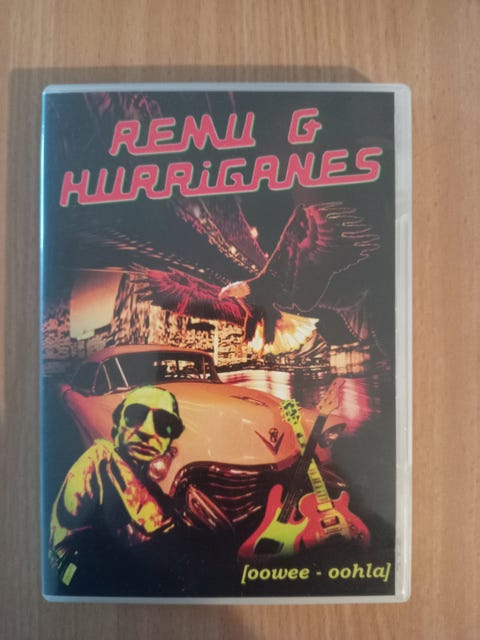 REMU &
HURRiGANES
[oowee - oohla]